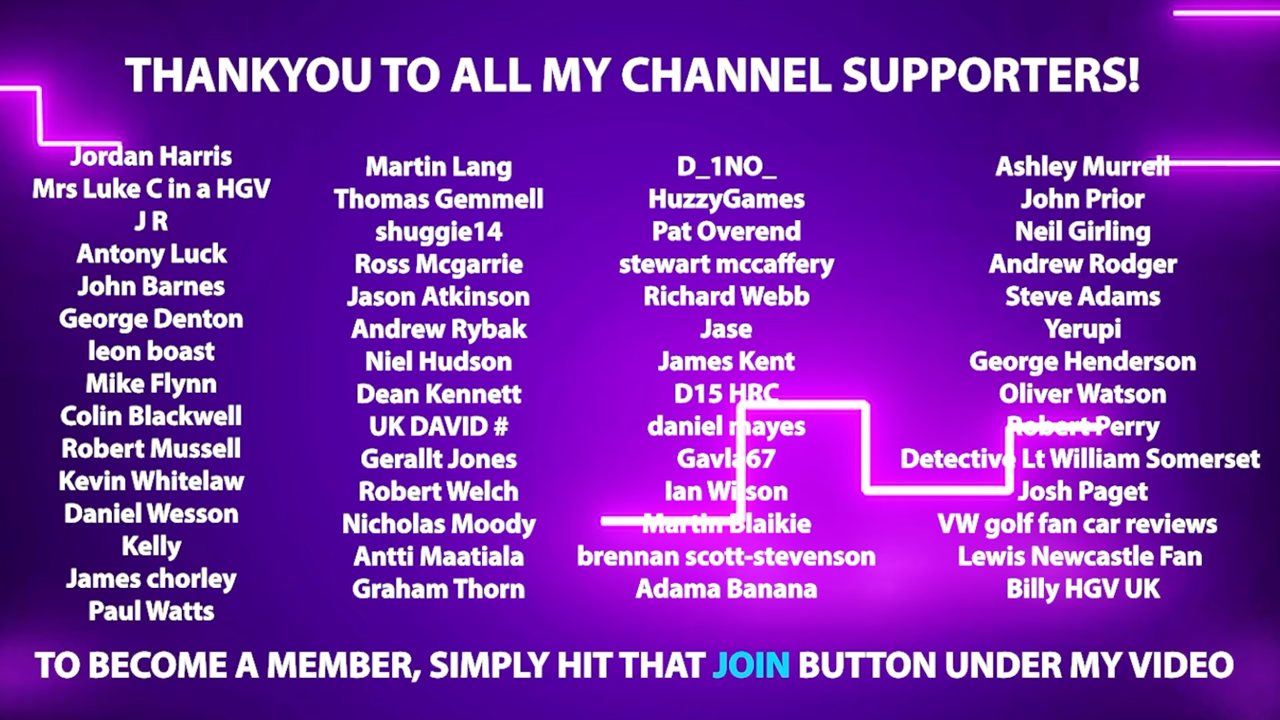 THANKYOU TO ALL MY CHANNEL SUPPORTERS!
Jordan Harris
Mrs Luke C in a HGV
J R
Antony Luck
John Barnes
George Denton
leon boast
Mike Flynn
Colin Blackwell
Robert Mussell
Kevin Whitelaw
Daniel Wesson
Kelly
James chorley
Paul Watts
Martin Lang
Thomas Gemmell
shuggie14
Ross Mcgarrie
Jason Atkinson
Andrew Rybak
Niel Hudson
Dean Kennett
UK DAVID #
Gerallt Jones
Robert Welch
Nicholas Moody
Antti Maatiala
Graham Thorn
D_1NO_
HuzzyGames
Pat Overend
stewart mccaffery
Richard Webb
Jase
James Kent
D15 HRC
daniel mayes
Gavla67
Ian Wilson
Martin Blaikie
brennan scott-stevenson
Adama Banana
Ashley Murrell
John Prior
Neil Girling
Andrew Rodger
Steve Adams
Yerupi
George Henderson
Oliver Watson
Robert Perry
Detective Lt William Somerset
Josh Paget
VW golf fan car reviews
Lewis Newcastle Fan
Billy HGV UK
TO BECOME A MEMBER, SIMPLY HIT THAT JOIN BUTTON UNDER MY VIDEO